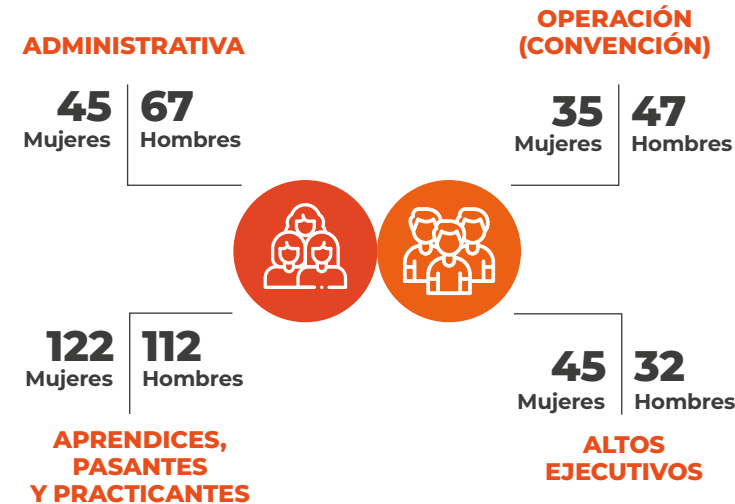 ADMINISTRATIVA
45 67
Mujeres Hombres
OPERACIÓN
(CONVENCIÓN)
35 47
Mujeres Hombres
122 112
Mujeres Hombres
APRENDICES,
PASANTES
Y PRACTICANTES
45 32
Mujeres Hombres
ALTOS
EJECUTIVOS